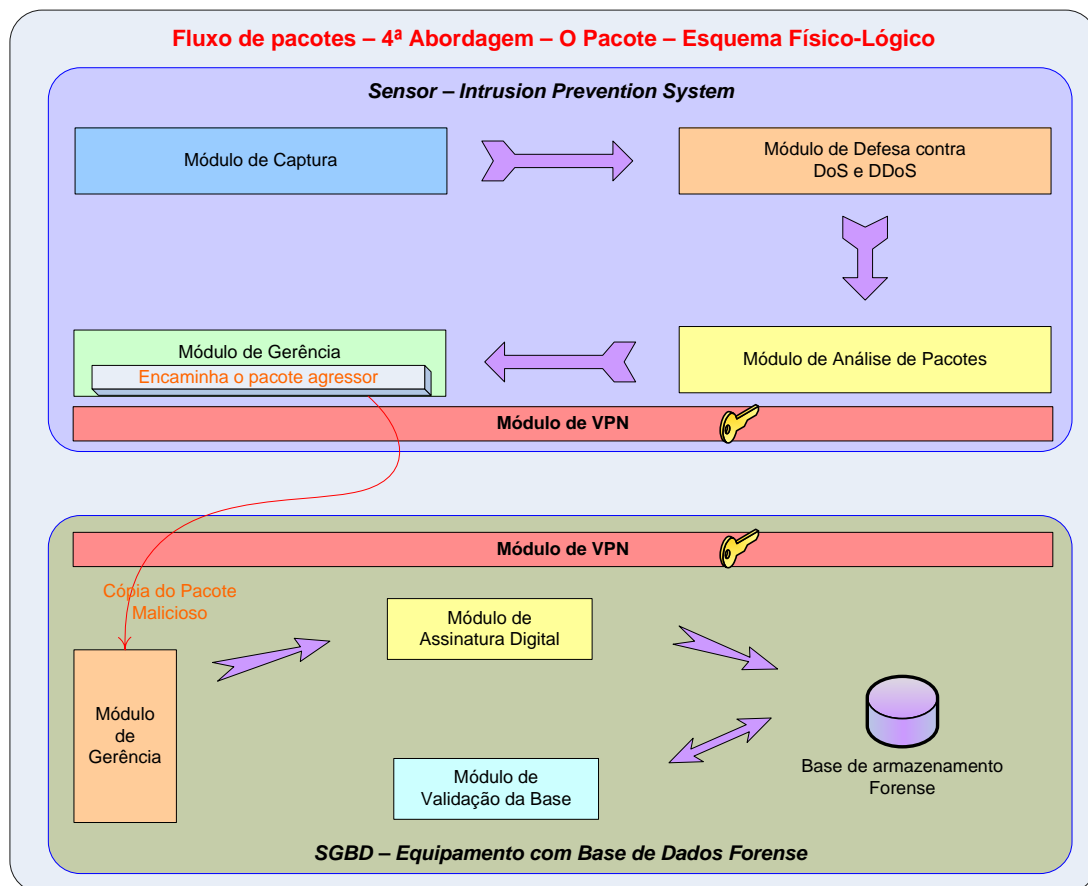 Fluxo de pacotes – 4ª Abordagem – O Pacote – Esquema Físico-Lógico
Sensor – Intrusion Prevention System
Módulo de Captura
Módulo de Defesa contra
DoS e DDoS
Módulo de Gerência
Encaminha o pacote agressor
Módulo de Análise de Pacotes
Módulo de VPN
Módulo de VPN
Cópia do Pacote
Malicioso
Módulo de
Assinatura Digital
Módulo
de
Gerência
Módulo de
Validação da Base
Base de armazenamento
Forense
SGBD – Equipamento com Base de Dados Forense